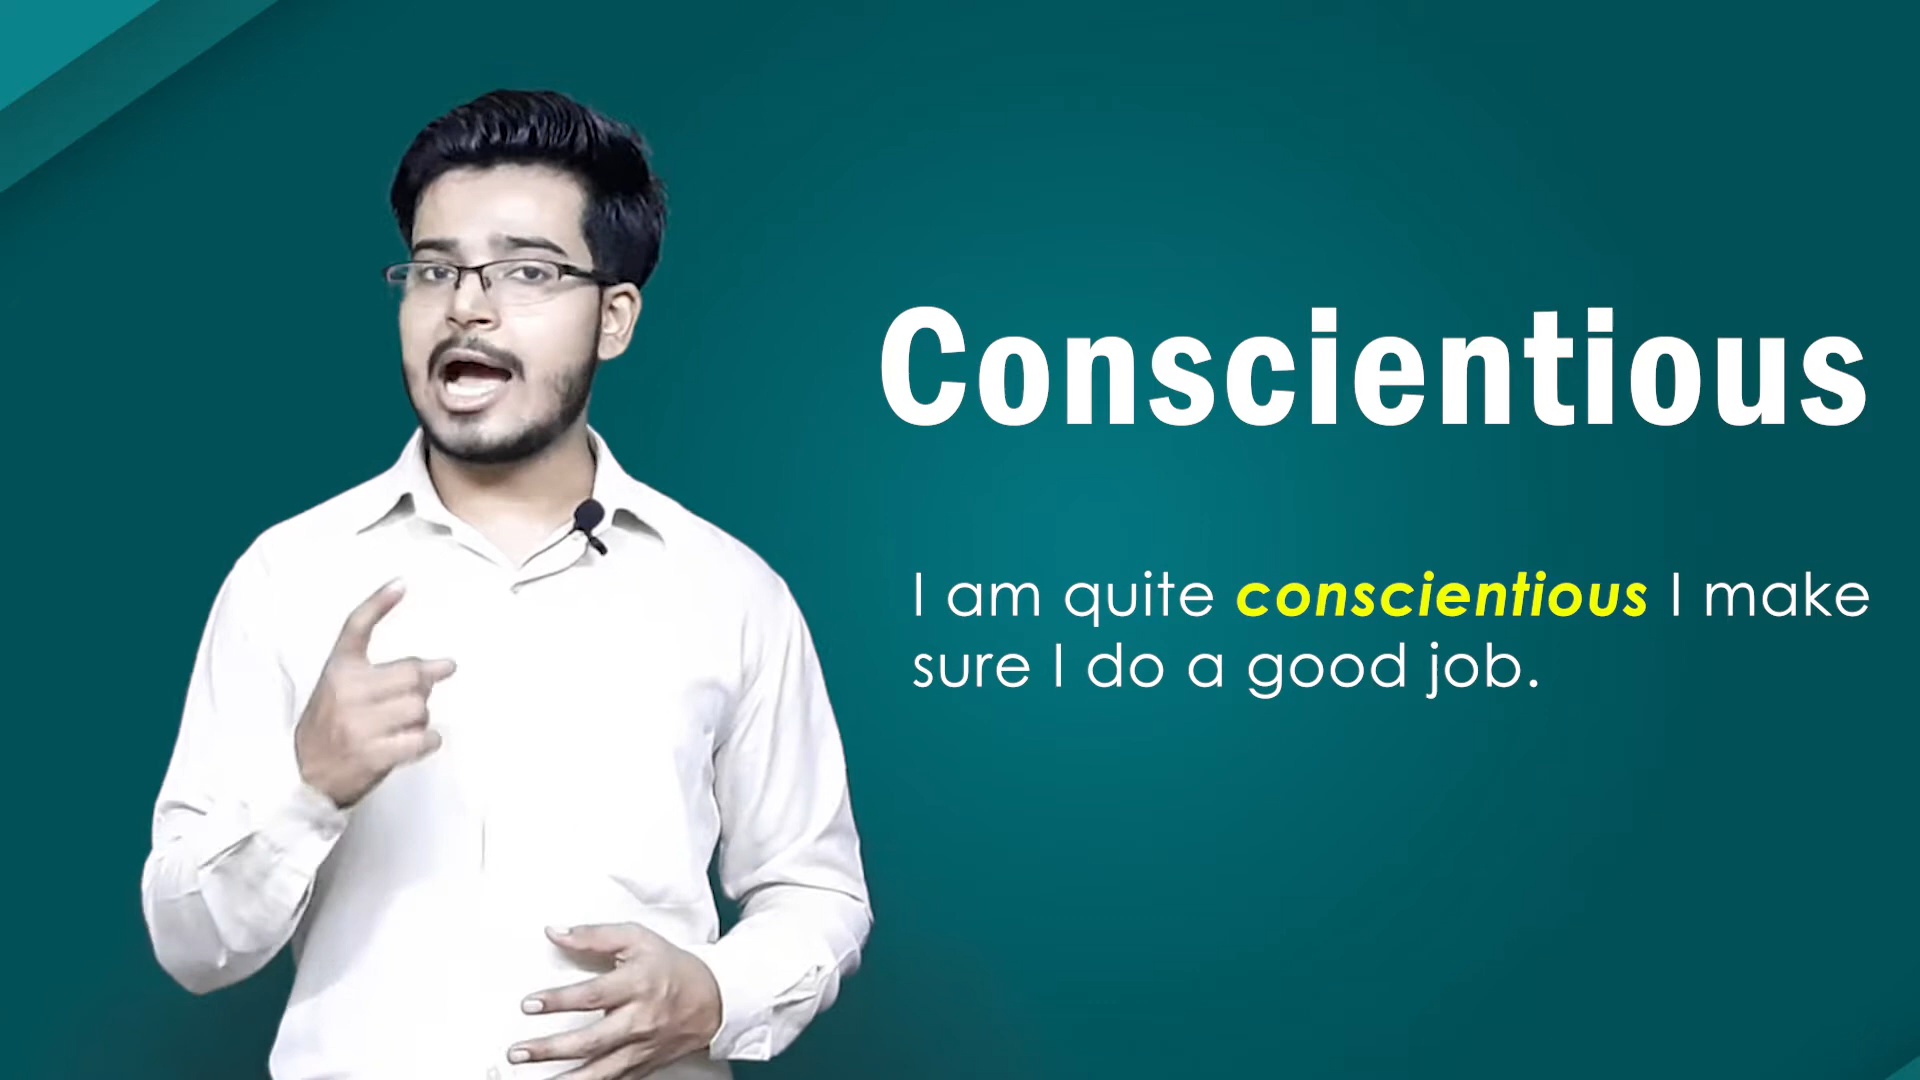 Conscientious
I am quite conscientious I make
sure I do a good job.